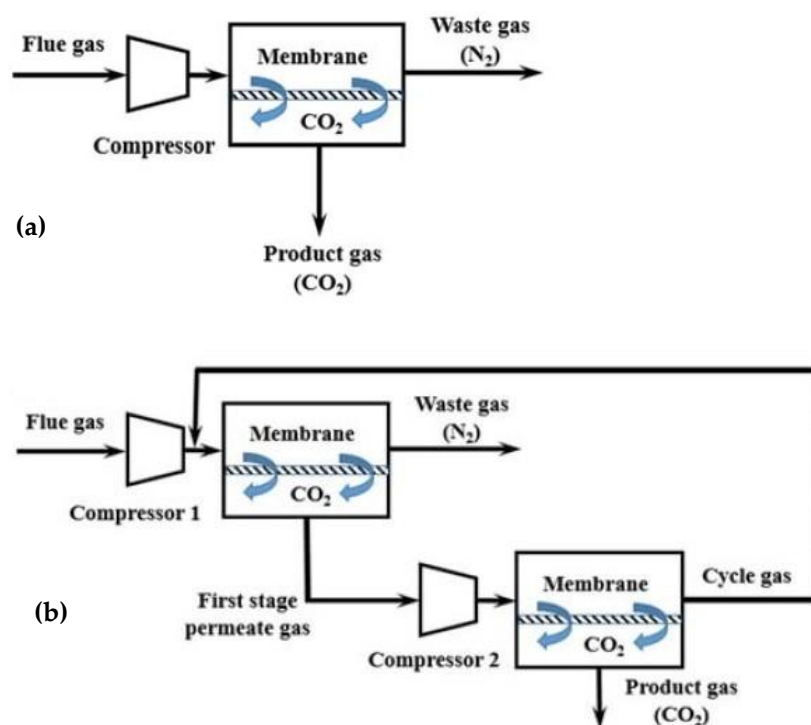 Waste gas
(N₂)
Flue gas
Membrane
CO₂
Compressor
(a)
Product gas
(CO₂)
Waste gas
(N₂)
Flue gas
Membrane
CO₂
Compressor 1
Cycle gas
Membrane
First stage
permeate gas
(b)
CO₂
Compressor 2
Product gas
(CO₂)